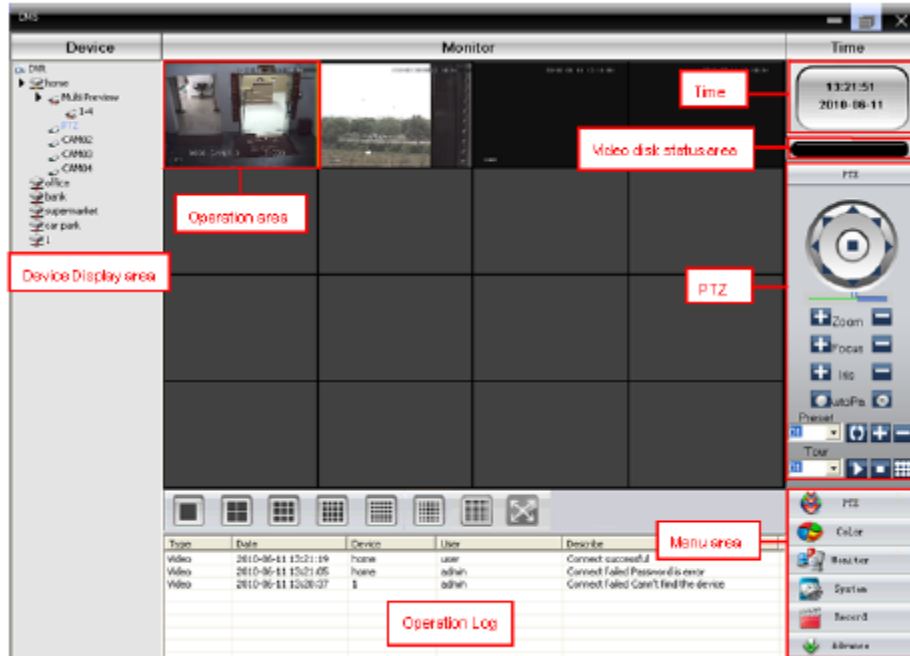 CMS
Device
Monitor
Time
DVR
home
Multi Preview
1-4
PTZ
CAM02
CAM03
CAM04
office
bank
supermarket
car park
1
Device Display area
Operation area
Time
13:21:51
2010-06-11
Video disk status area
PTZ
PTZ
Zoom
Focus
Iris
AutoPa
Preset
Tour
Menu area
PTZ
Color
Monitor
System
Record
Advance
Type Date Device User Describe
Video 2010-06-11 13:21:19 home user Connect successful
Video 2010-06-11 13:21:05 home admin Connect failed Password is error
Video 2010-06-11 13:20:37 1 admin Connect failed Cann't find the device
Operation Log